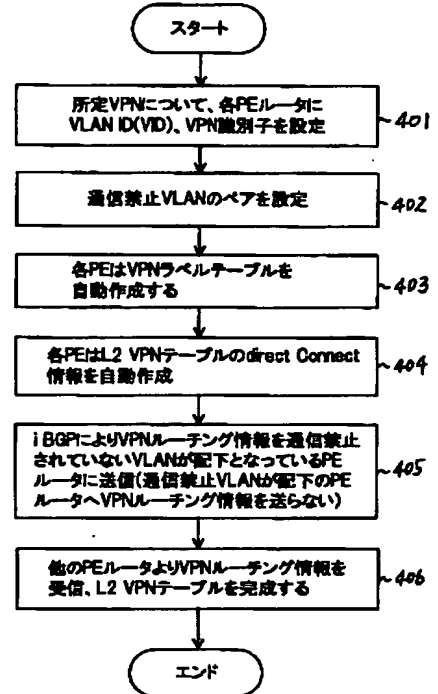 スタート
所定VPNについて、各PEルータに
VLAN ID(VID)、VPN識別子を設定
401
通信禁止VLANのペアを設定
402
各PEはVPNラベルテーブルを
自動作成する
403
各PEはL2 VPNテーブルのdirect Connect
情報を自動作成
404
i BGPによりVPNルーチング情報を通信禁止
されていないVLANが配下となっているPE
ルータに送信(通信禁止VLANが配下のPE
ルータへVPNルーチング情報を送らない)
405
他のPEルータよりVPNルーチング情報を
受信、L2 VPNテーブルを完成する
406
エンド